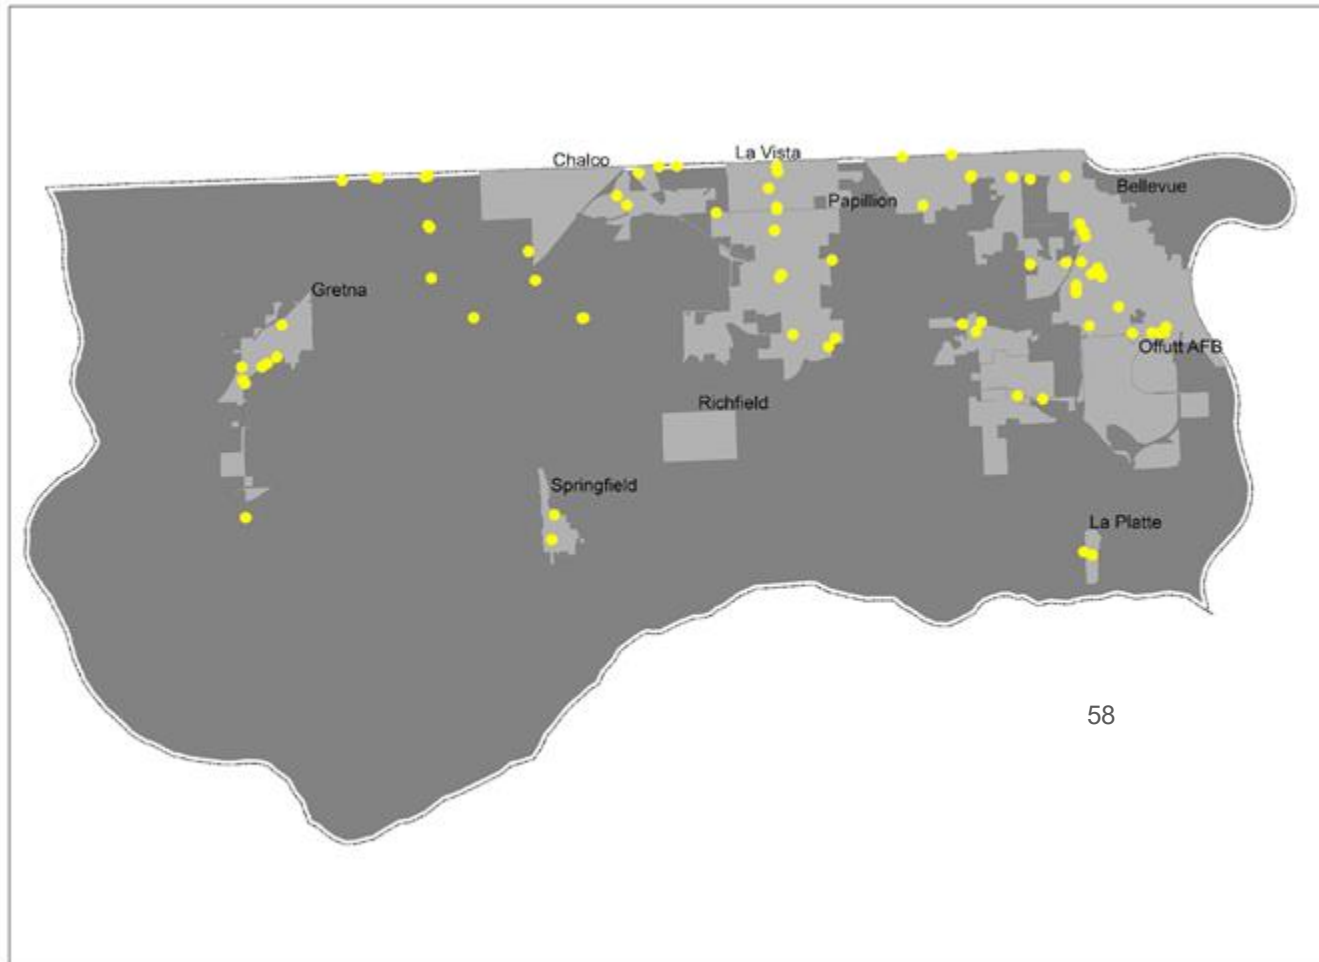 Chalco
La Vista
Bellevue
Papillion
Gretna
Offutt AFB
Richfield
Springfield
La Platte
58